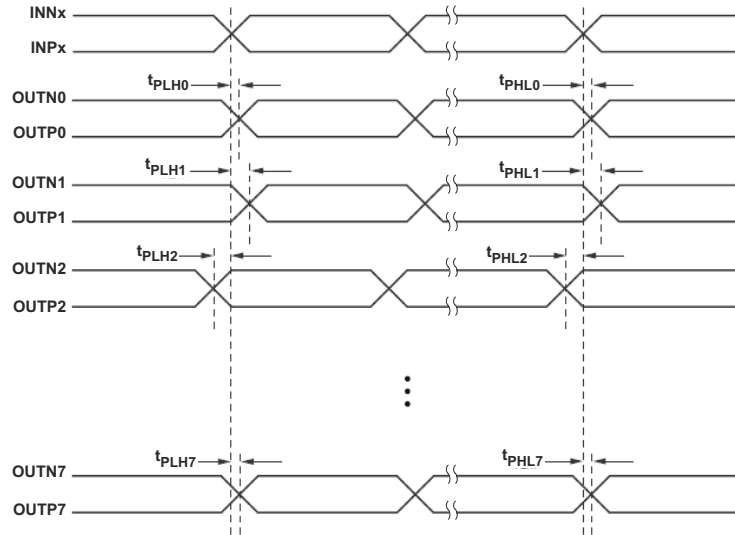 INNx
INPx
tPLH0
tPHL0
OUTN0
OUTP0
tPLH1
tPHL1
OUTN1
OUTP1
tPLH2
tPHL2
OUTN2
OUTP2
tPLH7
tPHL7
OUTN7
OUTP7